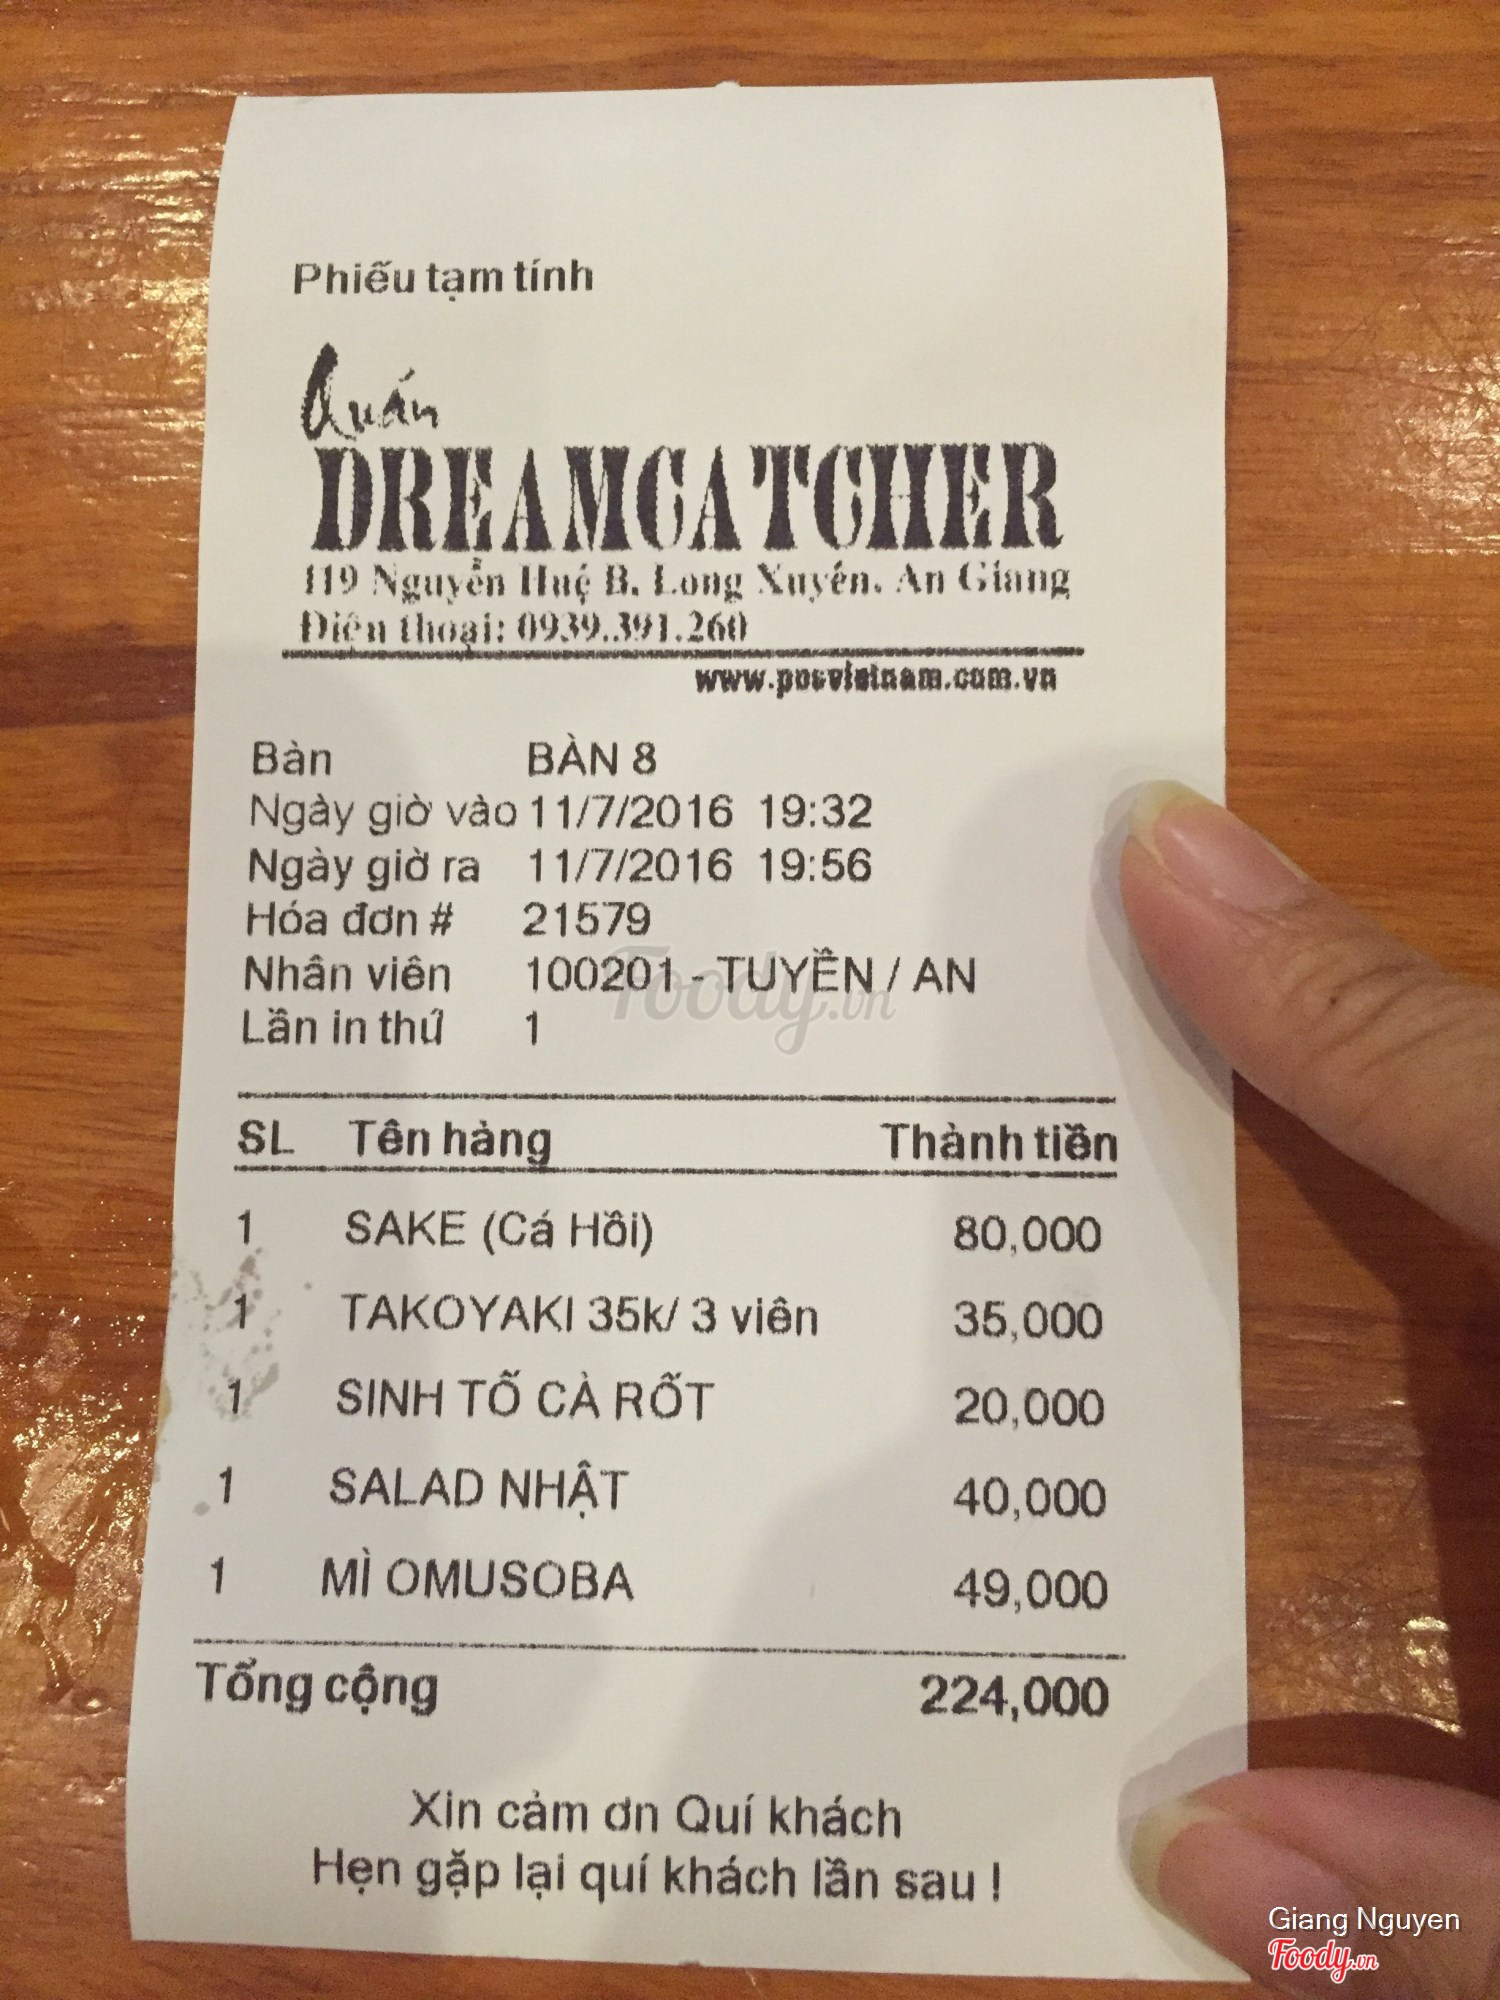 Phiếu tạm tính
Quán
DREAMCATCHER
119 Nguyễn Huệ B. Long Xuyên. An Giang
Điện thoại: 0939.391.260
www.posvietnam.com.vn
Bàn BÀN 8
Ngày giờ vào 11/7/2016 19:32
Ngày giờ ra 11/7/2016 19:56
Hóa đơn # 21579
Nhân viên 100201 - TUYỀN / AN
Lần in thứ 1
Foody.vn
SL Tên hàng Thành tiền
1 SAKE (Cá Hồi) 80,000
1 TAKOYAKI 35k/ 3 viên 35,000
1 SINH TỐ CÀ RỐT 20,000
1 SALAD NHẬT 40,000
1 MÌ OMUSOBA 49,000
Tổng cộng 224,000
Xin cảm ơn Quí khách
Hẹn gặp lại quí khách lần sau !
Giang Nguyen
Foody.vn